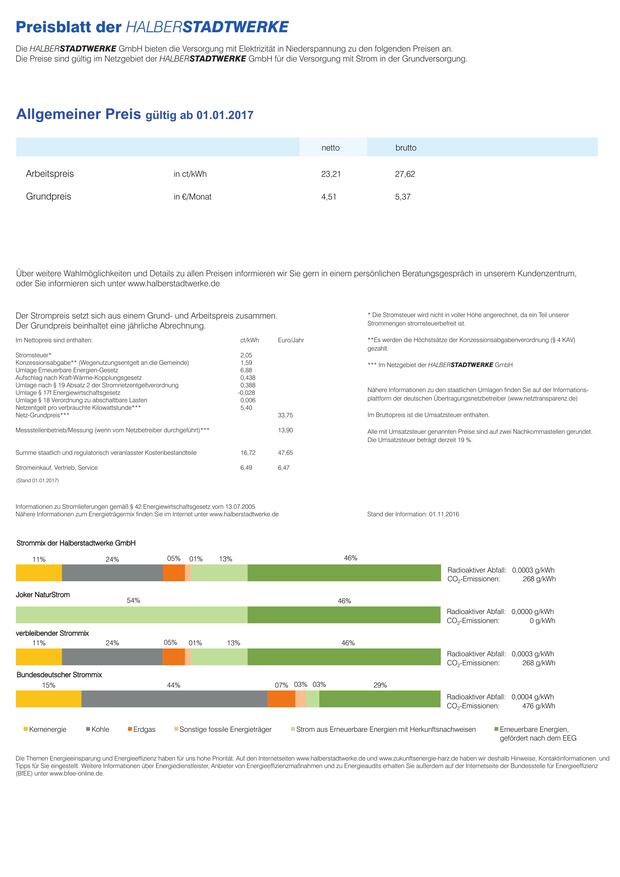 Preisblatt der HALBERSTADTWERKE
Die HALBERSTADTWERKE GmbH bieten die Versorgung mit Elektrizität in Niederspannung zu den folgenden Preisen an.
Die Preise sind gültig im Netzgebiet der HALBERSTADTWERKE GmbH für die Versorgung mit Strom in der Grundversorgung.
Allgemeiner Preis gültig ab 01.01.2017
netto brutto
Arbeitspreis in ct/kWh 23,21 27,62
Grundpreis in €/Monat 4,51 5,37
Über weitere Wahlmöglichkeiten und Details zu allen Preisen informieren wir Sie gern in einem persönlichen Beratungsgespräch in unserem Kundenzentrum,
oder Sie informieren sich unter www.halberstadtwerke.de
Der Strompreis setzt sich aus einem Grund- und Arbeitspreis zusammen.
Der Grundpreis beinhaltet eine jährliche Abrechnung.
Im Nettopreis sind enthalten: ct/kWh Euro/Jahr
Stromsteuer* 2,05
Konzessionsabgabe** (Wegenutzungsentgelt an die Gemeinde) 1,59
Umlage Erneuerbare Energien-Gesetz 6,88
Aufschlag nach Kraft-Wärme-Kopplungsgesetz 0,438
Umlage nach § 19 Absatz 2 der Stromnetzentgeltverordnung 0,388
Umlage § 17f Energiewirtschaftsgesetz -0,028
Umlage § 18 Verordnung zu abschaltbare Lasten 0,006
Netzentgelt pro verbrauchte Kilowattstunde*** 5,40
Netz-Grundpreis*** 33,75
Messstellenbetrieb/Messung (wenn vom Netzbetreiber durchgeführt)*** 13,90
Summe staatlich und regulatorisch veranlasster Kostenbestandteile 16,72 47,65
Stromeinkauf, Vertrieb, Service 6,49 6,47
(Stand 01.01.2017)
* Die Stromsteuer wird nicht in voller Höhe angerechnet, da ein Teil unserer
Strommengen stromsteuerbefreit ist.
**Es werden die Höchstsätze der Konzessionsabgabenverordnung (§ 4 KAV)
gezahlt.
*** Im Netzgebiet der HALBERSTADTWERKE GmbH
Nähere Informationen zu den staatlichen Umlagen finden Sie auf der Informations-
plattform der deutschen Übertragungsnetzbetreiber (www.netztransparenz.de)
Im Bruttopreis ist die Umsatzsteuer enthalten.
Alle mit Umsatzsteuer genannten Preise sind auf zwei Nachkommastellen gerundet.
Die Umsatzsteuer beträgt derzeit 19 %.
Informationen zu Stromlieferungen gemäß § 42 Energiewirtschaftsgesetz vom 13.07.2005
Nähere Informationen zum Energieträgermix finden Sie im Internet unter www.halberstadtwerke.de Stand der Information: 01.11.2016
Strommix der Halberstadtwerke GmbH
11% 24% 05% 01% 13% 46%
Radioaktiver Abfall: 0,0003 g/kWh
CO₂-Emissionen: 268 g/kWh
Joker NaturStrom
54% 46%
Radioaktiver Abfall: 0,0000 g/kWh
CO₂-Emissionen: 0 g/kWh
verbleibender Strommix
11% 24% 05% 01% 13% 46%
Radioaktiver Abfall: 0,0003 g/kWh
CO₂-Emissionen: 268 g/kWh
Bundesdeutscher Strommix
15% 44% 07% 03% 03% 29%
Radioaktiver Abfall: 0,0004 g/kWh
CO₂-Emissionen: 476 g/kWh
Kernenergie Kohle Erdgas Sonstige fossile Energieträger Strom aus Erneuerbare Energien mit Herkunftsnachweisen Erneuerbare Energien,
gefördert nach dem EEG
Die Themen Energieeinsparung und Energieeffizienz haben für uns hohe Priorität. Auf den Internetseiten www.halberstadtwerke.de und www.zukunftsenergie-harz.de haben wir deshalb Hinweise, Kontaktinformationen und
Tipps für Sie eingestellt. Weitere Informationen über Energiedienstleister, Anbieter von Energieeffizienzmaßnahmen und zu Energieaudits erhalten Sie außerdem auf der Internetseite der Bundesstelle für Energieeffizienz
(BfEE) unter www.bfee-online.de.